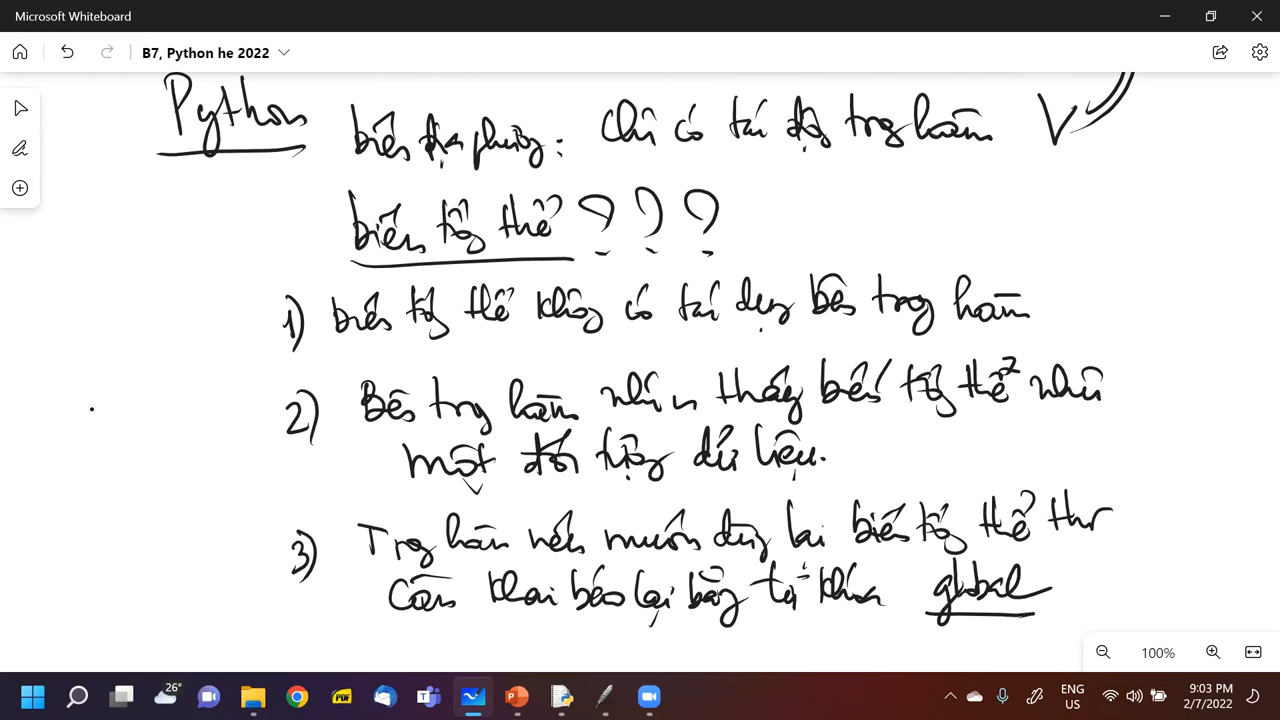 Microsoft Whiteboard
B7, Python he 2022
Python
biến địa phương: chỉ có tác dụng trong hàm V
biến tổng thể ? ? ?
1) biến tổng thể không có tác dụng bên trong hàm
2) Bên trong hàm nhìn thấy biến tổng thể như
một đối tượng dữ liệu.
3) Trong hàm nếu muốn dùng lại biến tổng thể thì
cần khai báo lại bằng từ khóa global
100%
26°
PDF
ENG
US
9:03 PM
2/7/2022